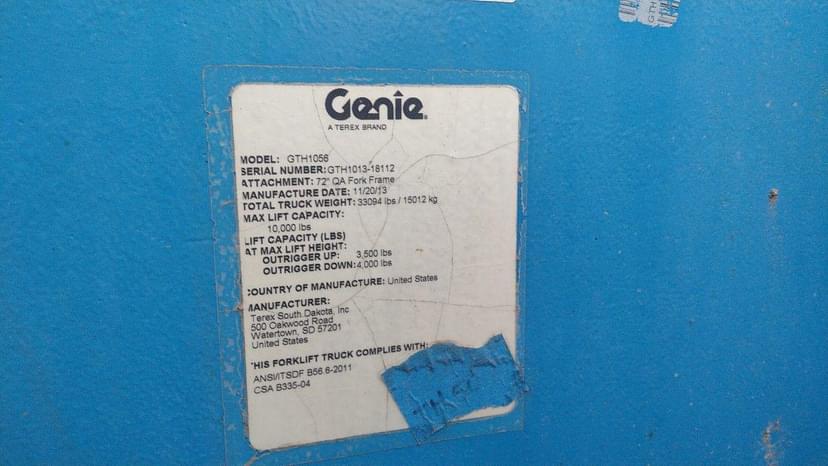 Genie
A TEREX BRAND
MODEL: GTH1056
SERIAL NUMBER:GTH1013-18112
ATTACHMENT: 72" QA Fork Frame
MANUFACTURE DATE: 11/20/13
TOTAL TRUCK WEIGHT: 33094 lbs / 15012 kg
MAX LIFT CAPACITY:
10,000 lbs
LIFT CAPACITY (LBS)
AT MAX LIFT HEIGHT:
OUTRIGGER UP: 3,500 lbs
OUTRIGGER DOWN: 4,000 lbs
:OUNTRY OF MANUFACTURE: United States
MANUFACTURER:
Terex South Dakota, Inc
500 Oakwood Road
Watertown, SD 57201
United States
HIS FORKLIFT TRUCK COMPLIES WITH:
ANSI/ITSDF B56.6-2011
CSA B335-04
GTH